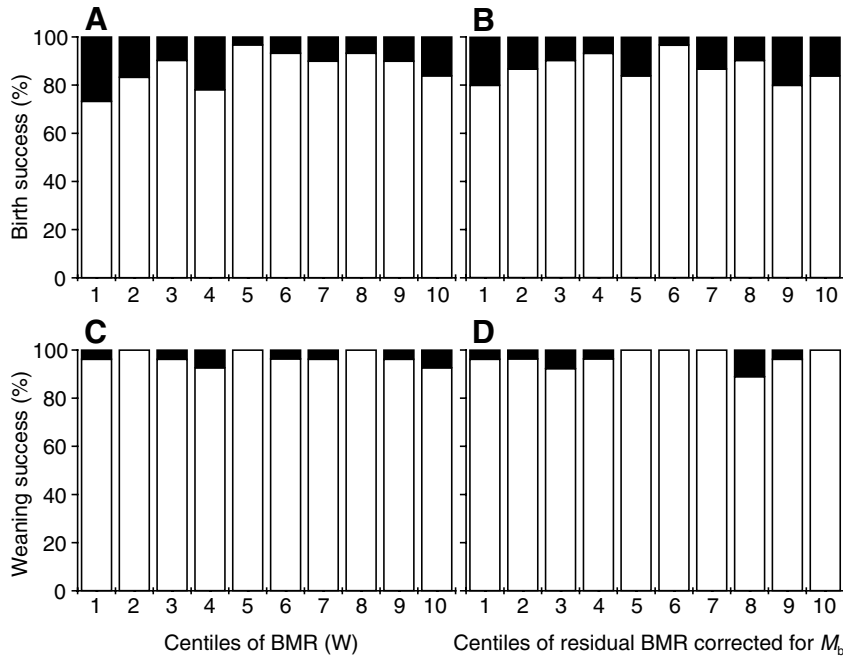 A
B
100
80
60
40
20
0
Birth success (%)
1 2 3 4 5 6 7 8 9 10
1 2 3 4 5 6 7 8 9 10
C
D
100
80
60
40
20
0
Weaning success (%)
1 2 3 4 5 6 7 8 9 10
1 2 3 4 5 6 7 8 9 10
Centiles of BMR (W)
Centiles of residual BMR corrected for Mb